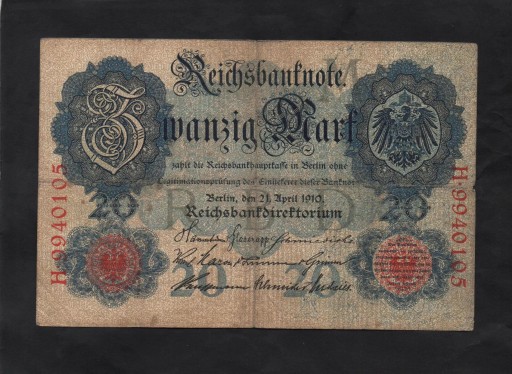 Reichsbanknote.
Zwanzig Mark
zahlt die Reichsbankhauptkasse in Berlin ohne
Legitimationsprüfung dem Einlieferer dieser Banknote
Berlin, den 21. April 1910.
Reichsbankdirektorium
20
20
H·9940105
H·9940105
20
20